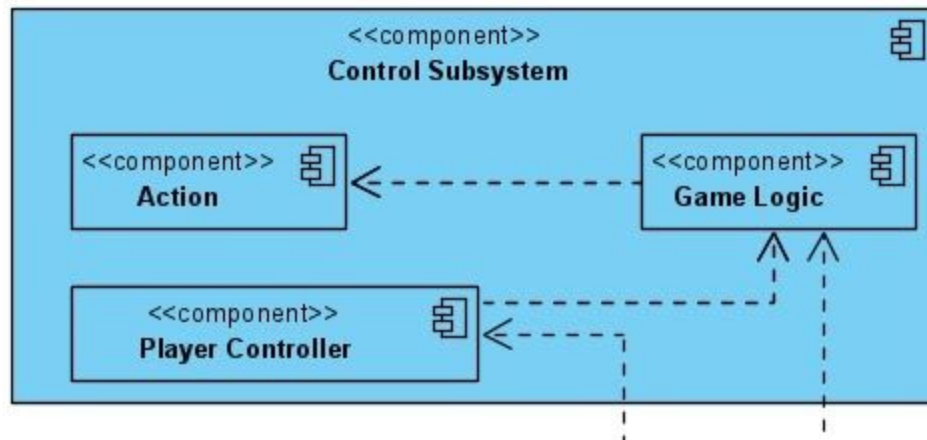 <<component>>
Control Subsystem
<<component>>
Action
<<component>>
Game Logic
<<component>>
Player Controller